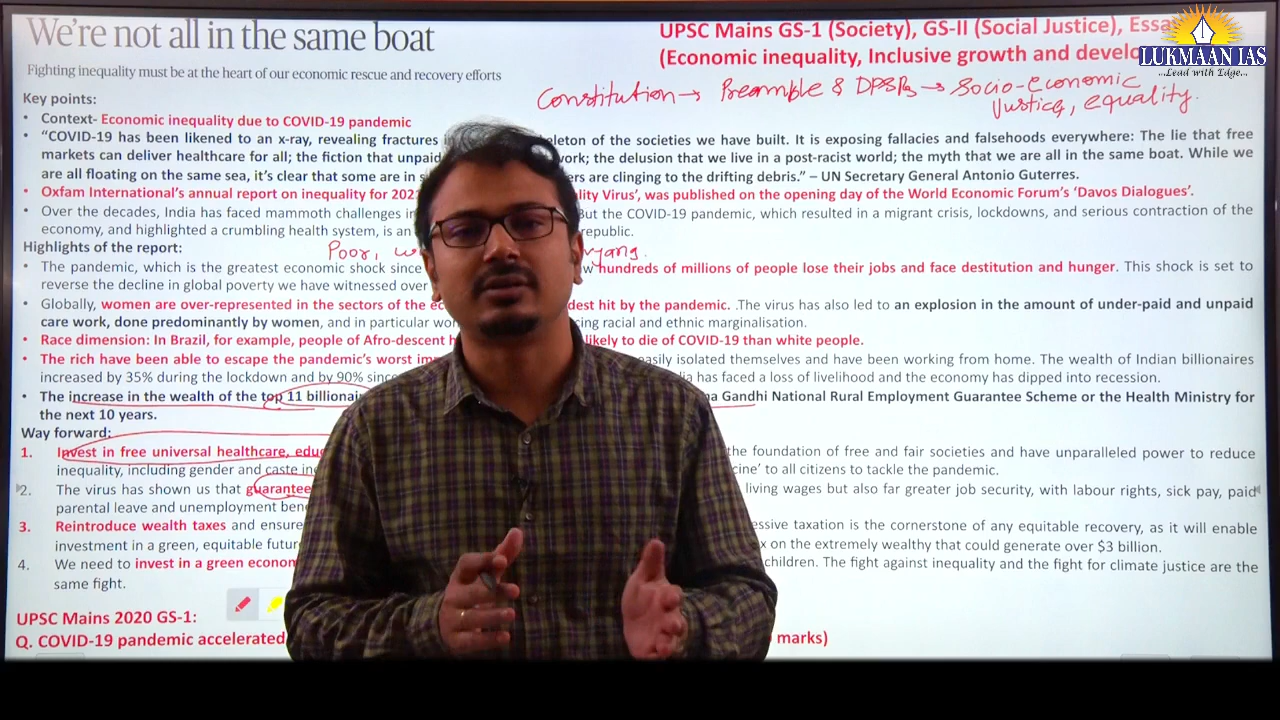 We're not all in the same boat
UPSC Mains GS-1 (Society), GS-II (Social Justice), Essa
Fighting inequality must be at the heart of our economic rescue and recovery efforts
(Economic inequality, Inclusive growth and develo
LUKMAAN IAS
...Lead with Edge...
Constitution → Preamble & DPSPs → Socio-economic
Justice, equality.
Key points:
• Context- Economic inequality due to COVID-19 pandemic
• "COVID-19 has been likened to an x-ray, revealing fractures i eleton of the societies we have built. It is exposing fallacies and falsehoods everywhere: The lie that free
markets can deliver healthcare for all; the fiction that unpaid ork; the delusion that we live in a post-racist world; the myth that we are all in the same boat. While we
are all floating on the same sea, it's clear that some are in s ers are clinging to the drifting debris." – UN Secretary General Antonio Guterres.
• Oxfam International's annual report on inequality for 202 lity Virus', was published on the opening day of the World Economic Forum's 'Davos Dialogues'.
• Over the decades, India has faced mammoth challenges in But the COVID-19 pandemic, which resulted in a migrant crisis, lockdowns, and serious contraction of the
economy, and highlighted a crumbling health system, is an republic.
Highlights of the report:
Poor, w yang.
• The pandemic, which is the greatest economic shock since w hundreds of millions of people lose their jobs and face destitution and hunger. This shock is set to
reverse the decline in global poverty we have witnessed over
• Globally, women are over-represented in the sectors of the ec dest hit by the pandemic. .The virus has also led to an explosion in the amount of under-paid and unpaid
care work, done predominantly by women, and in particular wo cing racial and ethnic marginalisation.
• Race dimension: In Brazil, for example, people of Afro-descent h likely to die of COVID-19 than white people.
• The rich have been able to escape the pandemic's worst im easily isolated themselves and have been working from home. The wealth of Indian billionaires
increased by 35% during the lockdown and by 90% since dia has faced a loss of livelihood and the economy has dipped into recession.
• The increase in the wealth of the top 11 billionai ma Gandhi National Rural Employment Guarantee Scheme or the Health Ministry for
the next 10 years.
Way forward:
1. Invest in free universal healthcare, edu the foundation of free and fair societies and have unparalleled power to reduce
inequality, including gender and caste ine cine' to all citizens to tackle the pandemic.
2. The virus has shown us that guarantee living wages but also far greater job security, with labour rights, sick pay, paid
parental leave and unemployment ben
3. Reintroduce wealth taxes and ensure essive taxation is the cornerstone of any equitable recovery, as it will enable
investment in a green, equitable futur x on the extremely wealthy that could generate over $3 billion.
4. We need to invest in a green econom children. The fight against inequality and the fight for climate justice are the
same fight.
UPSC Mains 2020 GS-1:
Q. COVID-19 pandemic accelerated marks)